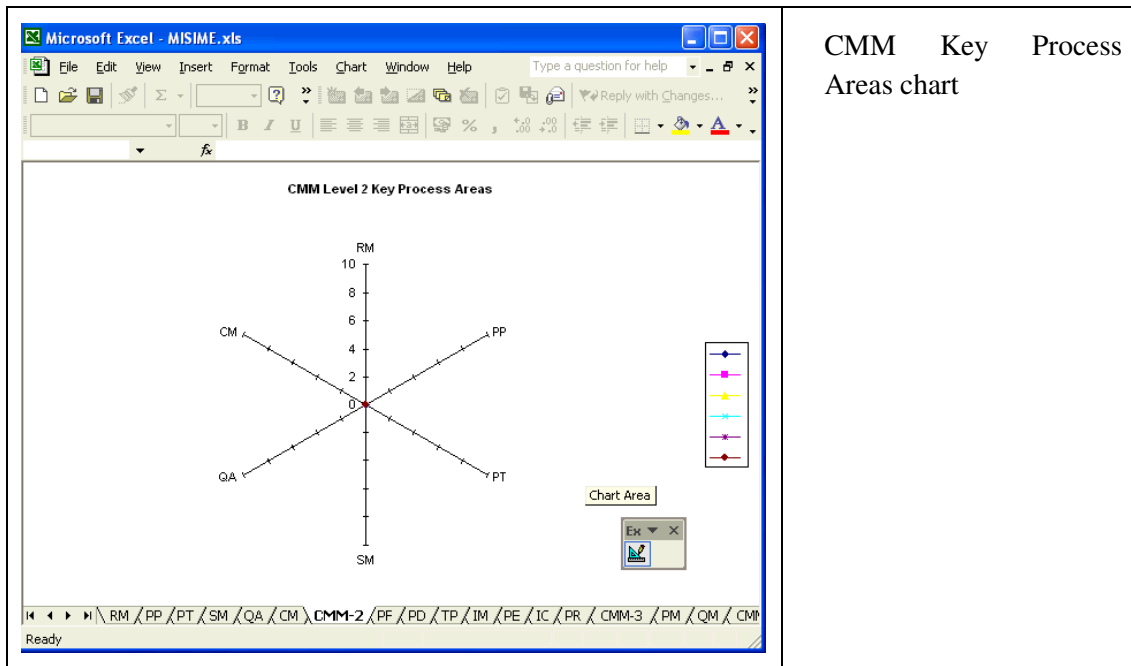 Microsoft Excel - MISIME.xls
File Edit View Insert Format Tools Chart Window Help Type a question for help
Σ Reply with Changes...
B I U % ,
fx
CMM Level 2 Key Process Areas
RM
10
8
6
CM PP
4
2
0
QA PT
Chart Area
Ex
SM
RM PP PT SM QA CM CMM-2 PF PD TP IM PE IC PR CMM-3 PM QM CMM
Ready
CMM Key Process
Areas chart